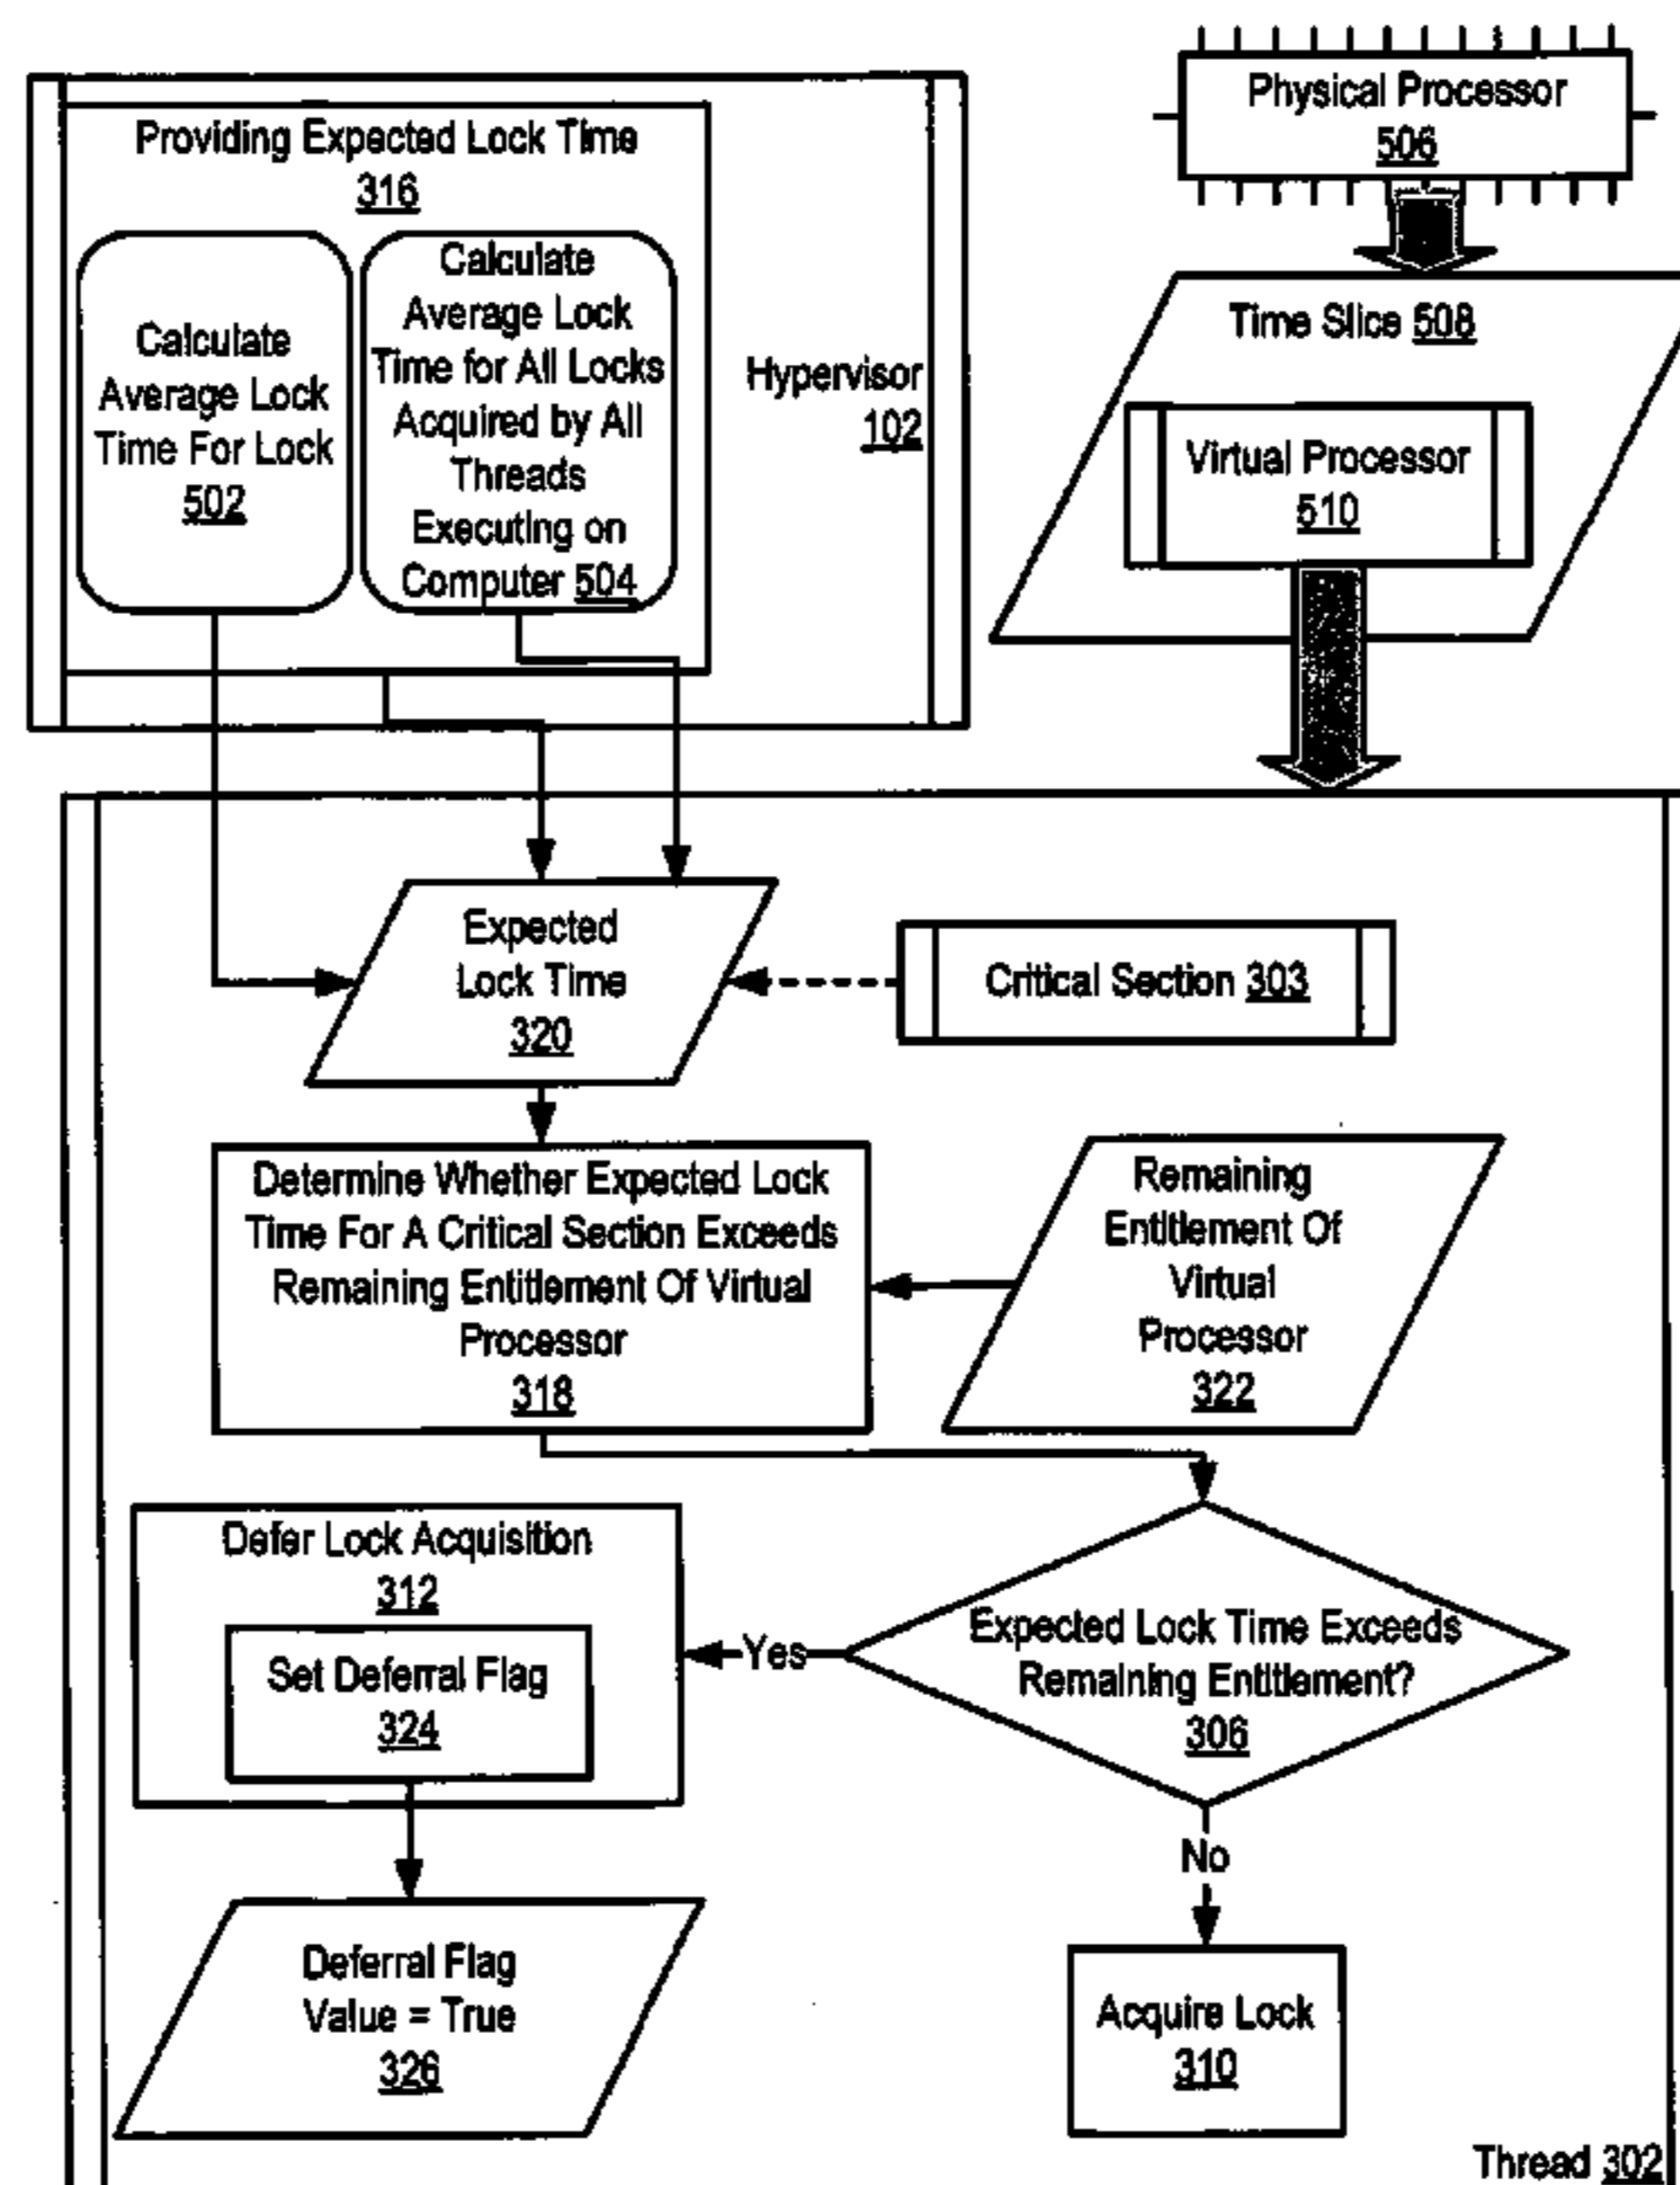 Providing Expected Lock Time
316
Calculate
Average Lock
Time For Lock
502
Calculate
Average Lock
Time for All Locks
Acquired by All
Threads
Executing on
Computer 504
Hypervisor
102
Physical Processor
506
Time Slice 508
Virtual Processor
510
Expected
Lock Time
320
Critical Section 303
Determine Whether Expected Lock
Time For A Critical Section Exceeds
Remaining Entitlement Of Virtual
Processor
318
Remaining
Entitlement Of
Virtual
Processor
322
Defer Lock Acquisition
312
Set Deferral Flag
324
Yes
Expected Lock Time Exceeds
Remaining Entitlement?
306
No
Deferral Flag
Value = True
326
Acquire Lock
310
Thread 302